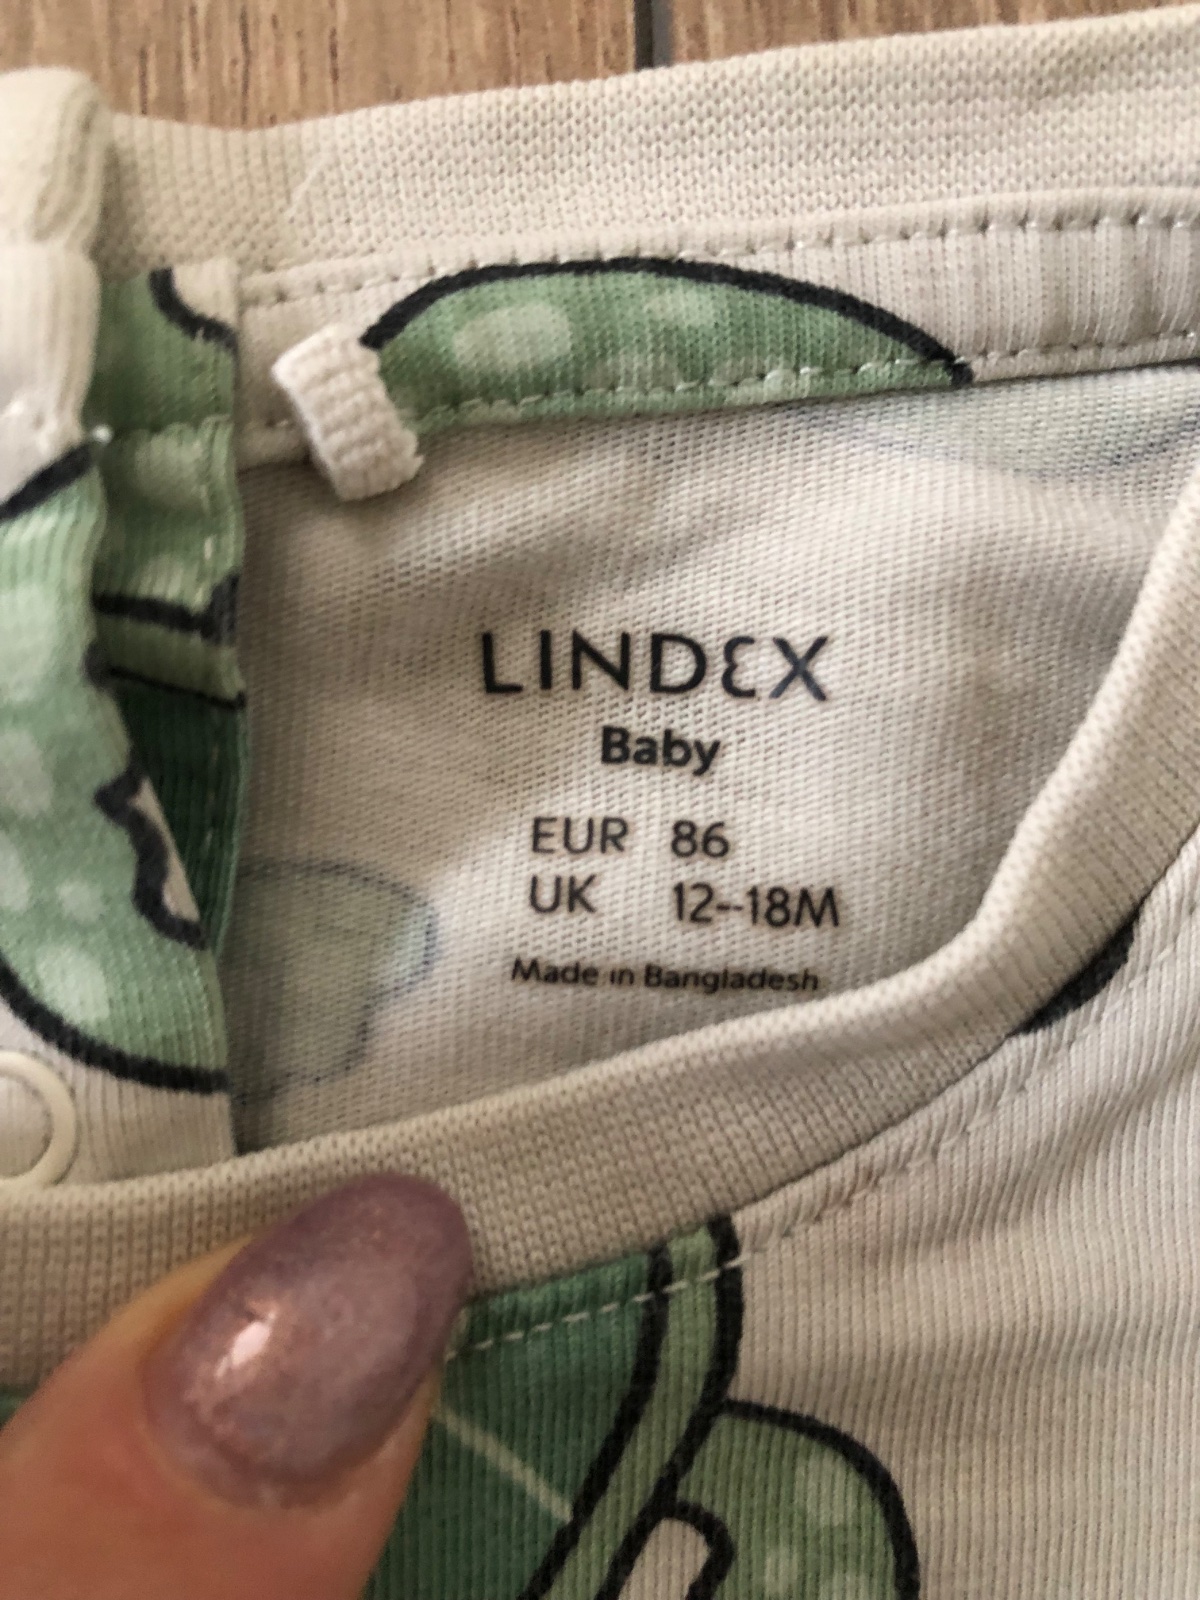 LINDEX
Baby
EUR 86
UK 12--18M
Made in Bangladesh